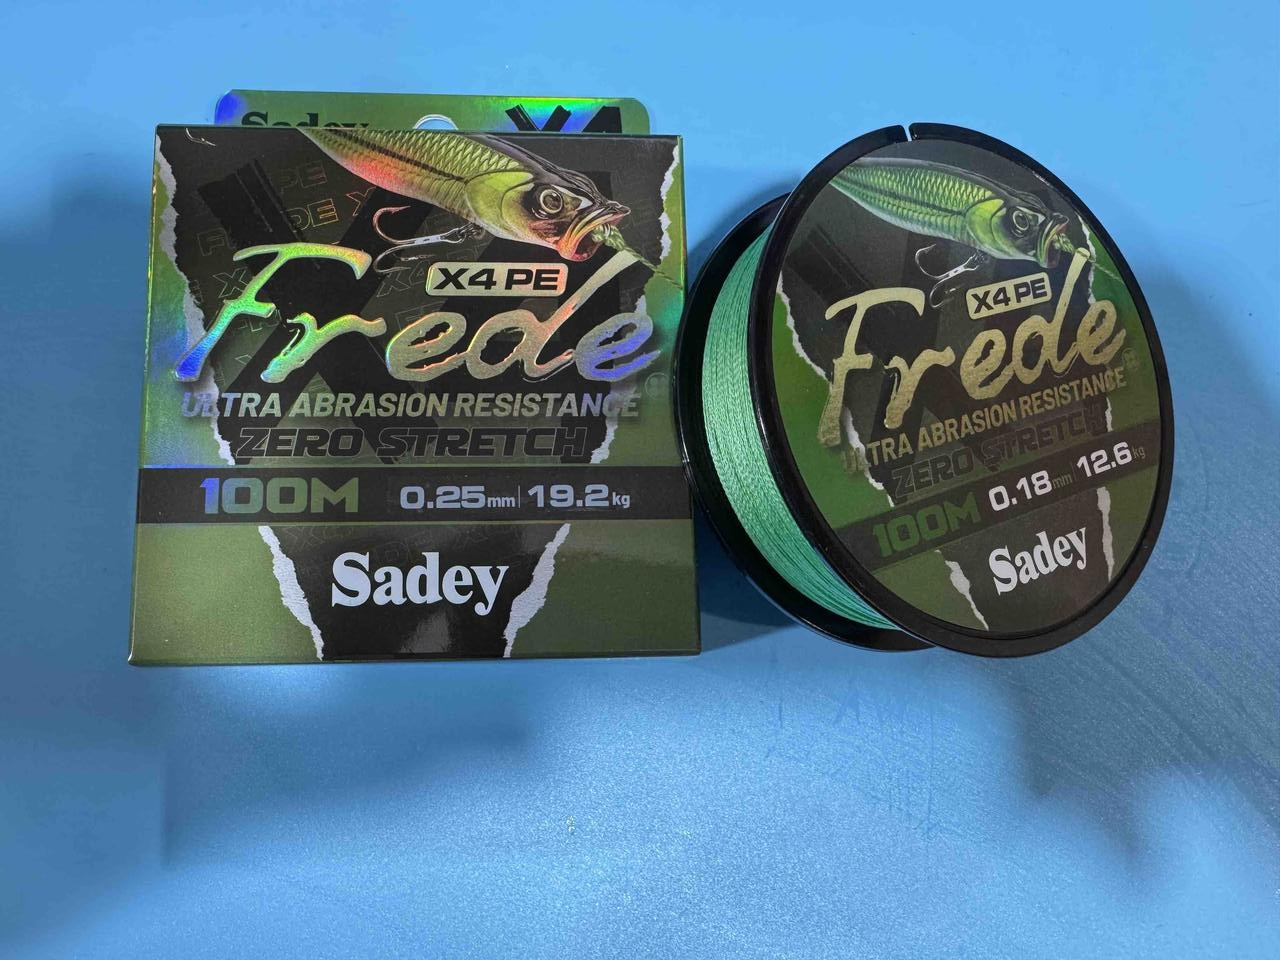 Sadey X4
X4 PE
Frede
ULTRA ABRASION RESISTANCE
ZERO STRETCH
100M 0.25mm 19.2kg
Sadey
X4 PE
Frede
ULTRA ABRASION RESISTANCE
ZERO STRETCH
100M 0.18mm 12.6kg
Sadey